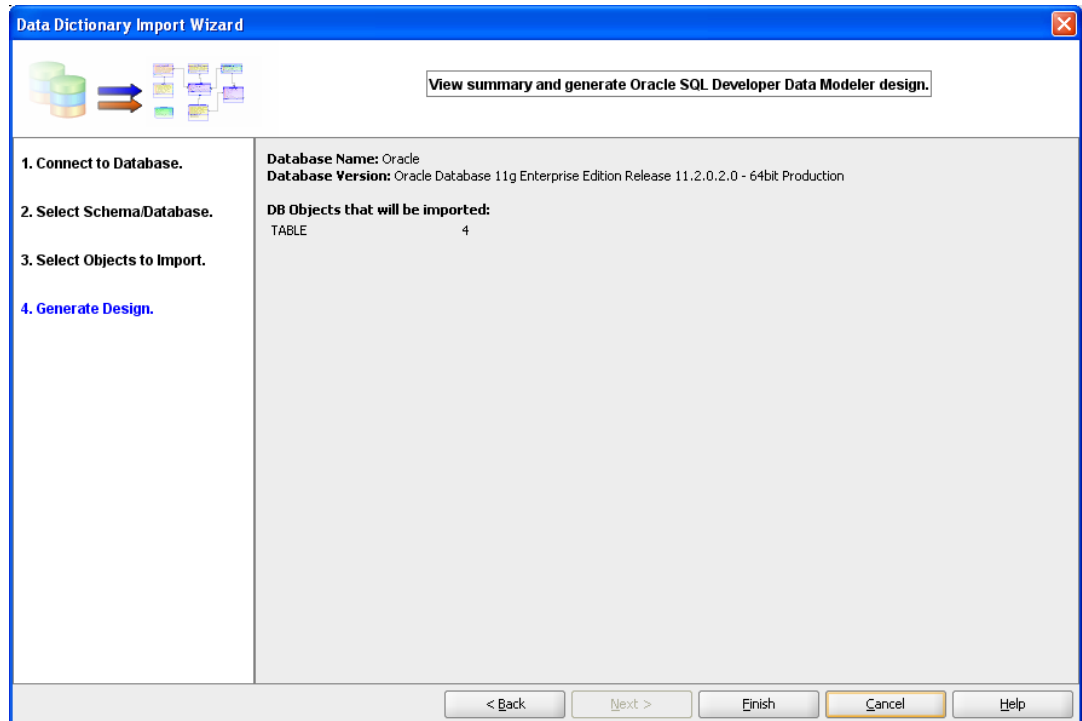 Data Dictionary Import Wizard
View summary and generate Oracle SQL Developer Data Modeler design.
1. Connect to Database.
2. Select Schema/Database.
3. Select Objects to Import.
4. Generate Design.
Database Name: Oracle
Database Version: Oracle Database 11g Enterprise Edition Release 11.2.0.2.0 - 64bit Production
DB Objects that will be imported:
TABLE 4
< Back Next > Finish Cancel Help